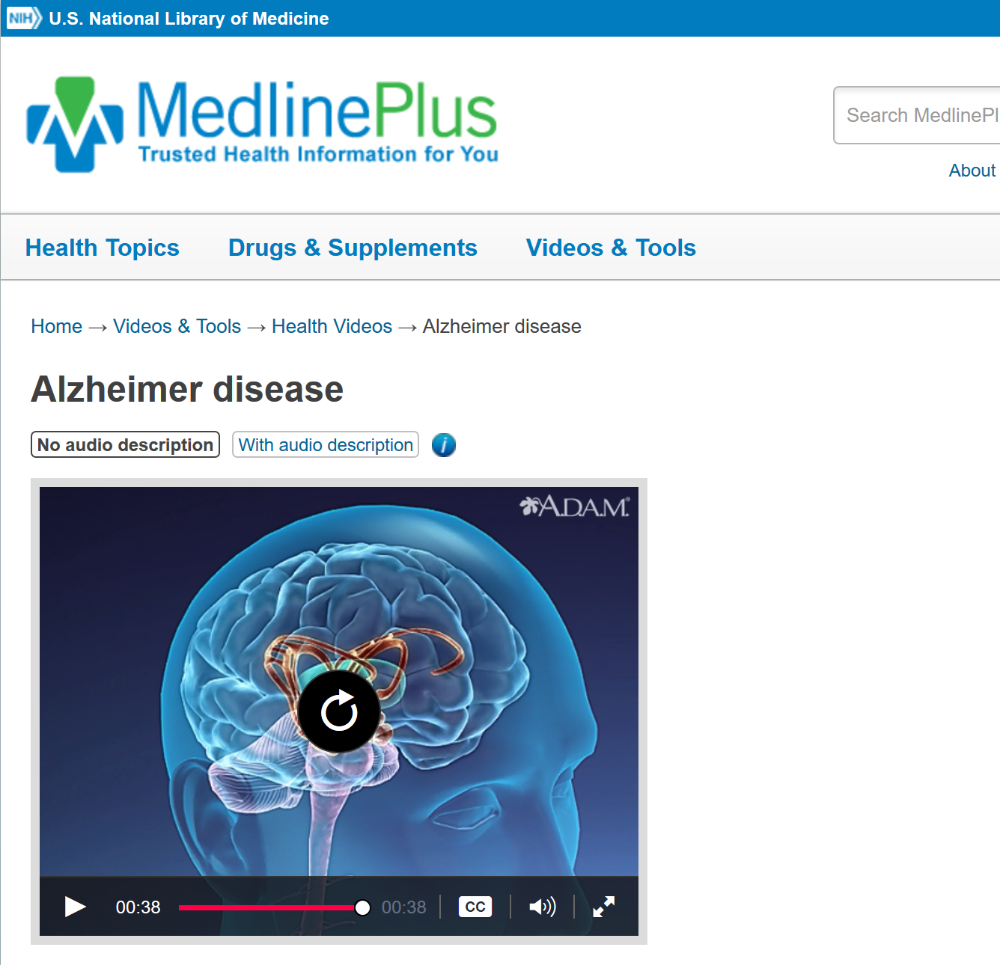 NIH U.S. National Library of Medicine
MedlinePlus
Trusted Health Information for You
Search MedlinePl
About
Health Topics Drugs & Supplements Videos & Tools
Home → Videos & Tools → Health Videos → Alzheimer disease
Alzheimer disease
No audio description With audio description i
A.D.A.M.®
00:38 00:38 CC